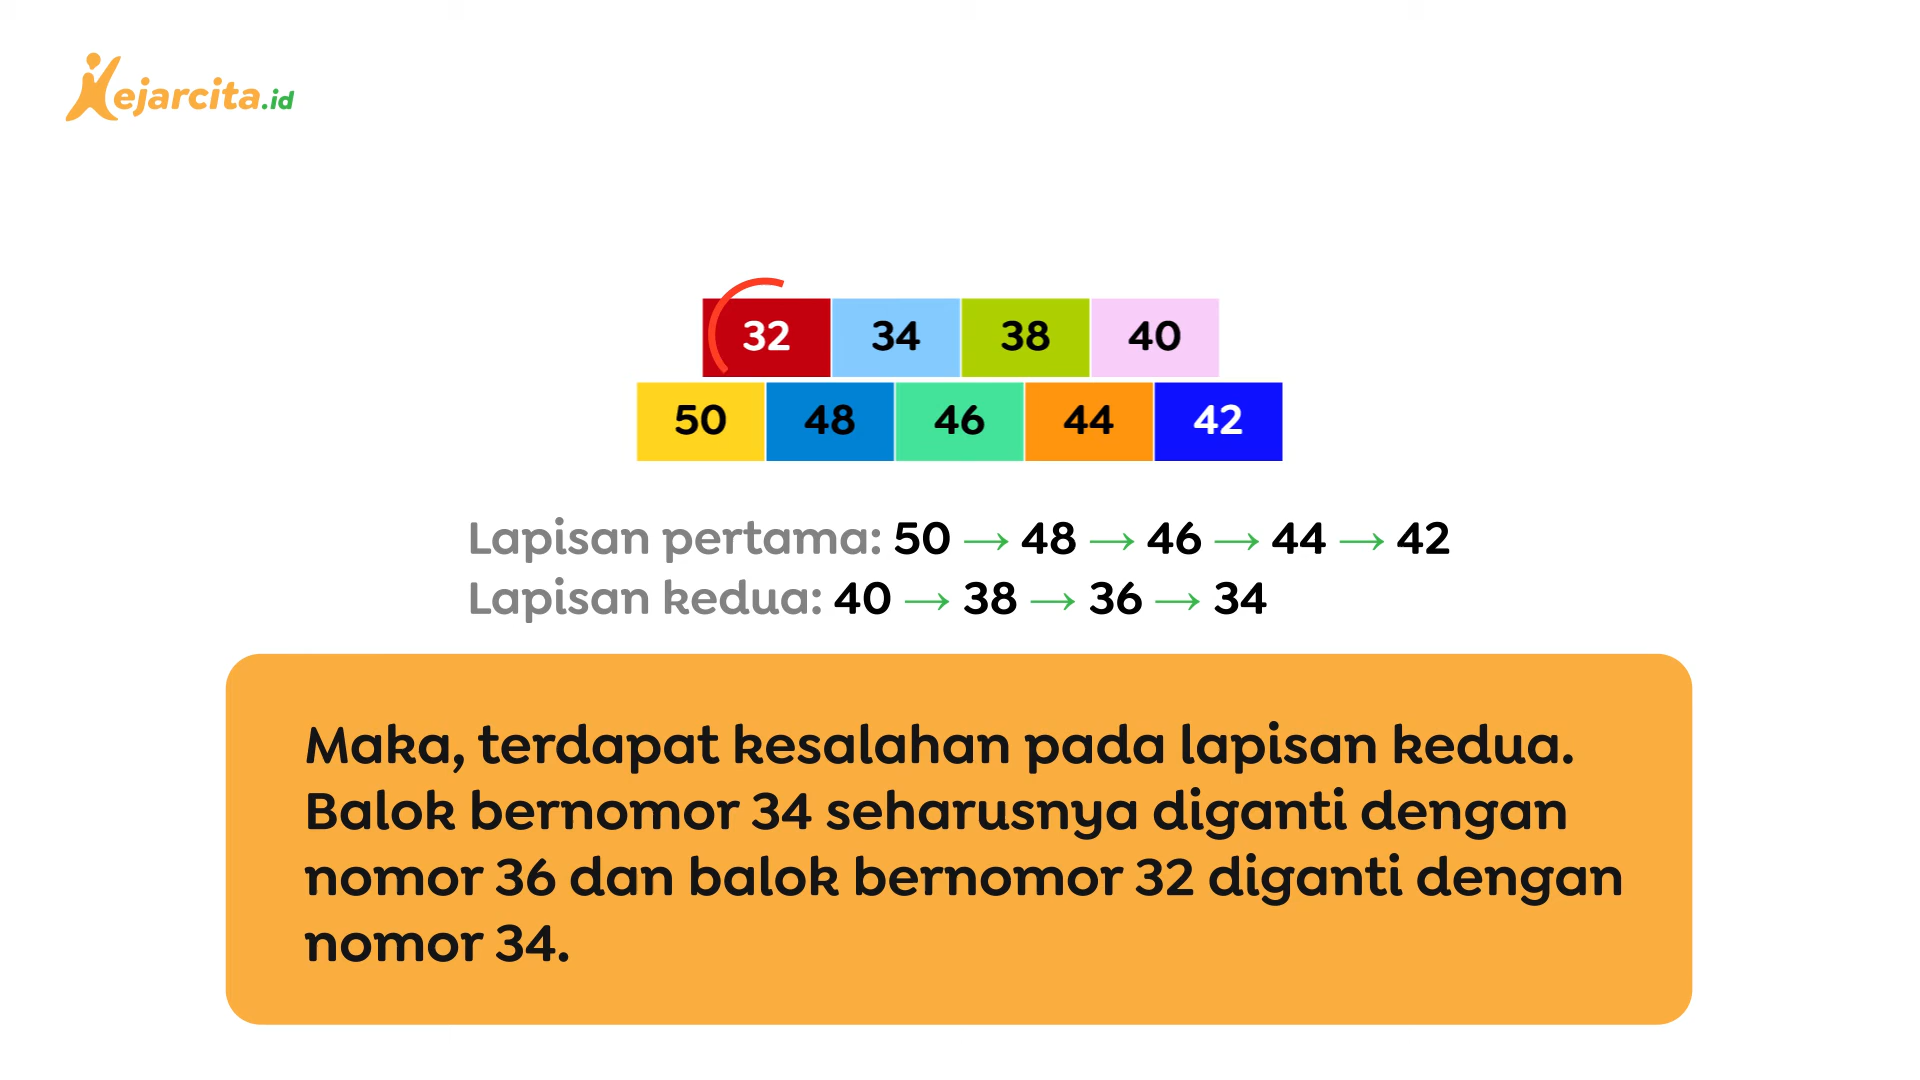 Kejarcita.id
32 34 38 40
50 48 46 44 42
Lapisan pertama: 50 → 48 → 46 → 44 → 42
Lapisan kedua: 40 → 38 → 36 → 34
Maka, terdapat kesalahan pada lapisan kedua.
Balok bernomor 34 seharusnya diganti dengan
nomor 36 dan balok bernomor 32 diganti dengan
nomor 34.